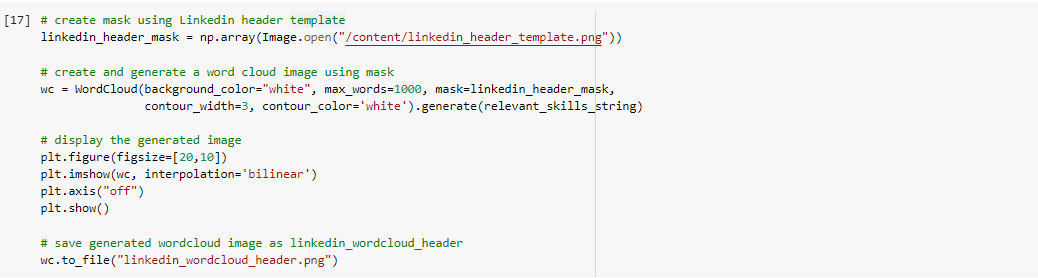 [17] # create mask using Linkedin header template
linkedin_header_mask = np.array(Image.open("/content/linkedin_header_template.png"))
# create and generate a word cloud image using mask
wc = WordCloud(background_color="white", max_words=1000, mask=linkedin_header_mask,
contour_width=3, contour_color='white').generate(relevant_skills_string)
# display the generated image
plt.figure(figsize=[20,10])
plt.imshow(wc, interpolation='bilinear')
plt.axis("off")
plt.show()
# save generated wordcloud image as linkedin_wordcloud_header
wc.to_file("linkedin_wordcloud_header.png")